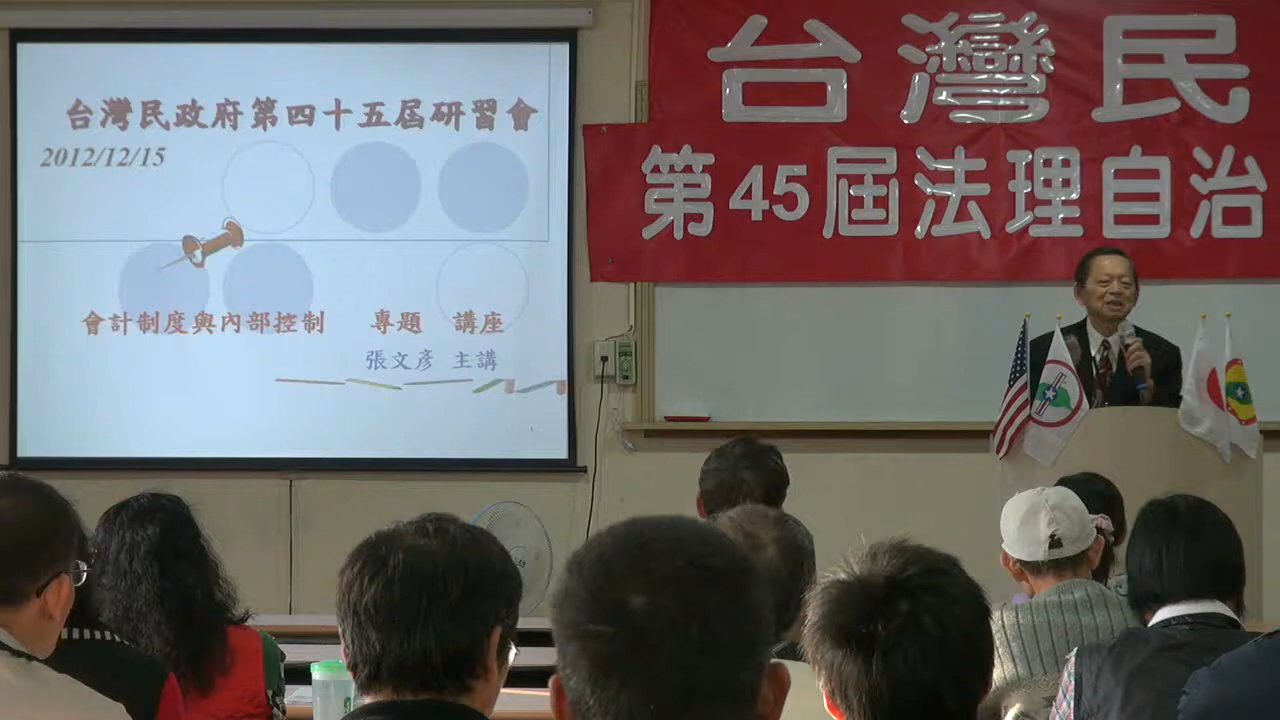 台灣民政府第四十五屆研習會
2012/12/15
會計制度與內部控制 專題 講座
張文彥 主講
台灣民
第45屆法理自治